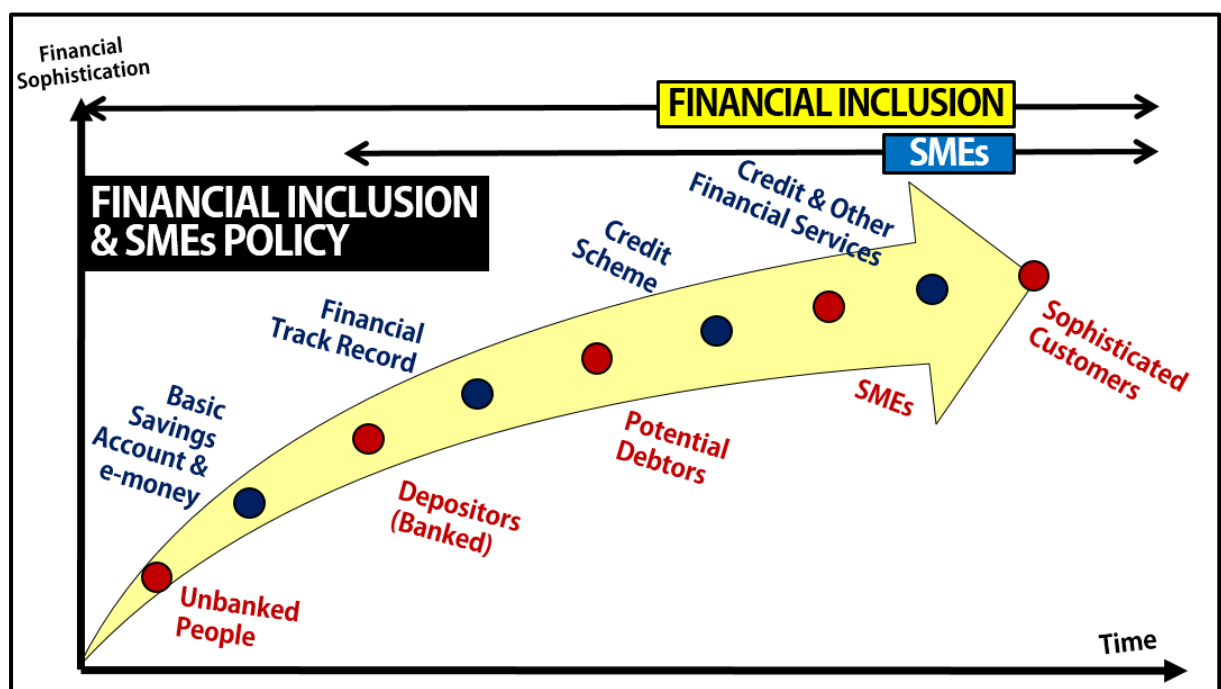 Financial
Sophistication
FINANCIAL INCLUSION
SMEs
FINANCIAL INCLUSION
& SMEs POLICY
Credit & Other
Financial Services
Credit
Scheme
Financial
Track Record
Basic
Savings
Account &
e-money
Sophisticated
Customers
SMEs
Potential
Debtors
Depositors
(Banked)
Unbanked
People
Time